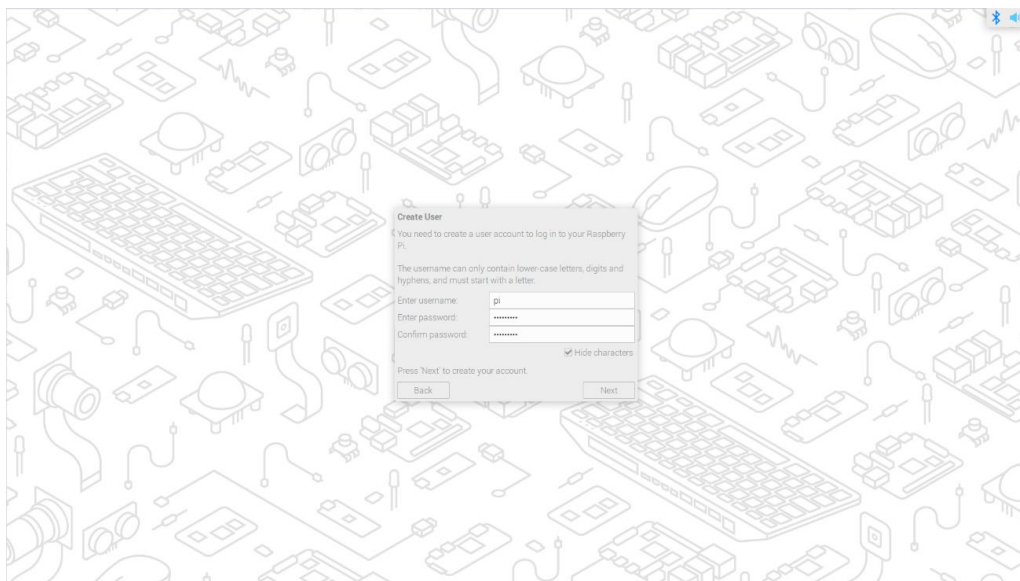 Create User
You need to create a user account to log in to your Raspberry
Pi.
The username can only contain lower-case letters, digits and
hyphens, and must start with a letter.
Enter username: pi
Enter password: •••••••••
Confirm password: •••••••••
Hide characters
Press 'Next' to create your account.
Back Next